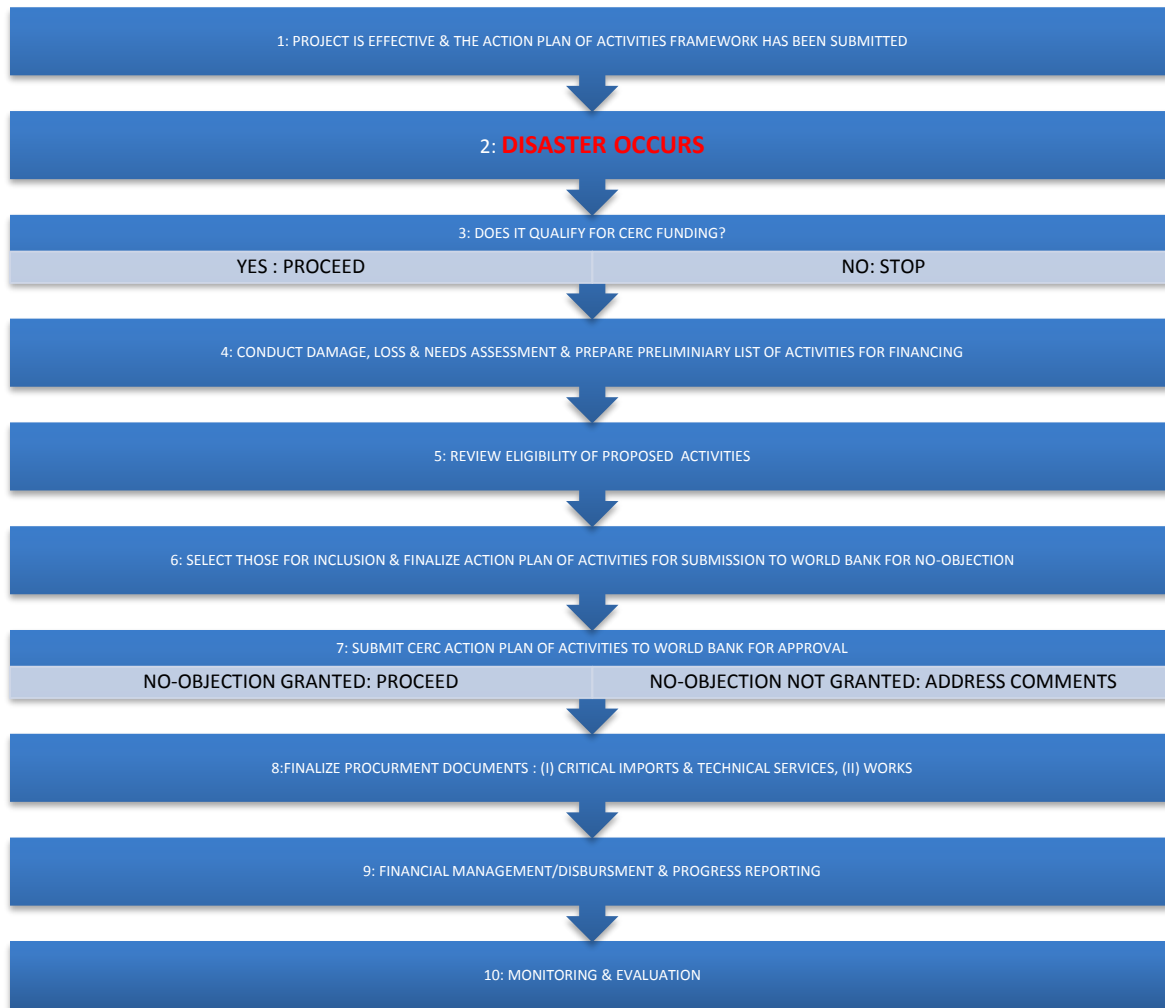 1: PROJECT IS EFFECTIVE & THE ACTION PLAN OF ACTIVITIES FRAMEWORK HAS BEEN SUBMITTED
2: DISASTER OCCURS
3: DOES IT QUALIFY FOR CERC FUNDING?
YES : PROCEED
NO: STOP
4: CONDUCT DAMAGE, LOSS & NEEDS ASSESSMENT & PREPARE PRELIMINIARY LIST OF ACTIVITIES FOR FINANCING
5: REVIEW ELIGIBILITY OF PROPOSED ACTIVITIES
6: SELECT THOSE FOR INCLUSION & FINALIZE ACTION PLAN OF ACTIVITIES FOR SUBMISSION TO WORLD BANK FOR NO-OBJECTION
7: SUBMIT CERC ACTION PLAN OF ACTIVITIES TO WORLD BANK FOR APPROVAL
NO-OBJECTION GRANTED: PROCEED
NO-OBJECTION NOT GRANTED: ADDRESS COMMENTS
8:FINALIZE PROCURMENT DOCUMENTS : (I) CRITICAL IMPORTS & TECHNICAL SERVICES, (II) WORKS
9: FINANCIAL MANAGEMENT/DISBURSMENT & PROGRESS REPORTING
10: MONITORING & EVALUATION